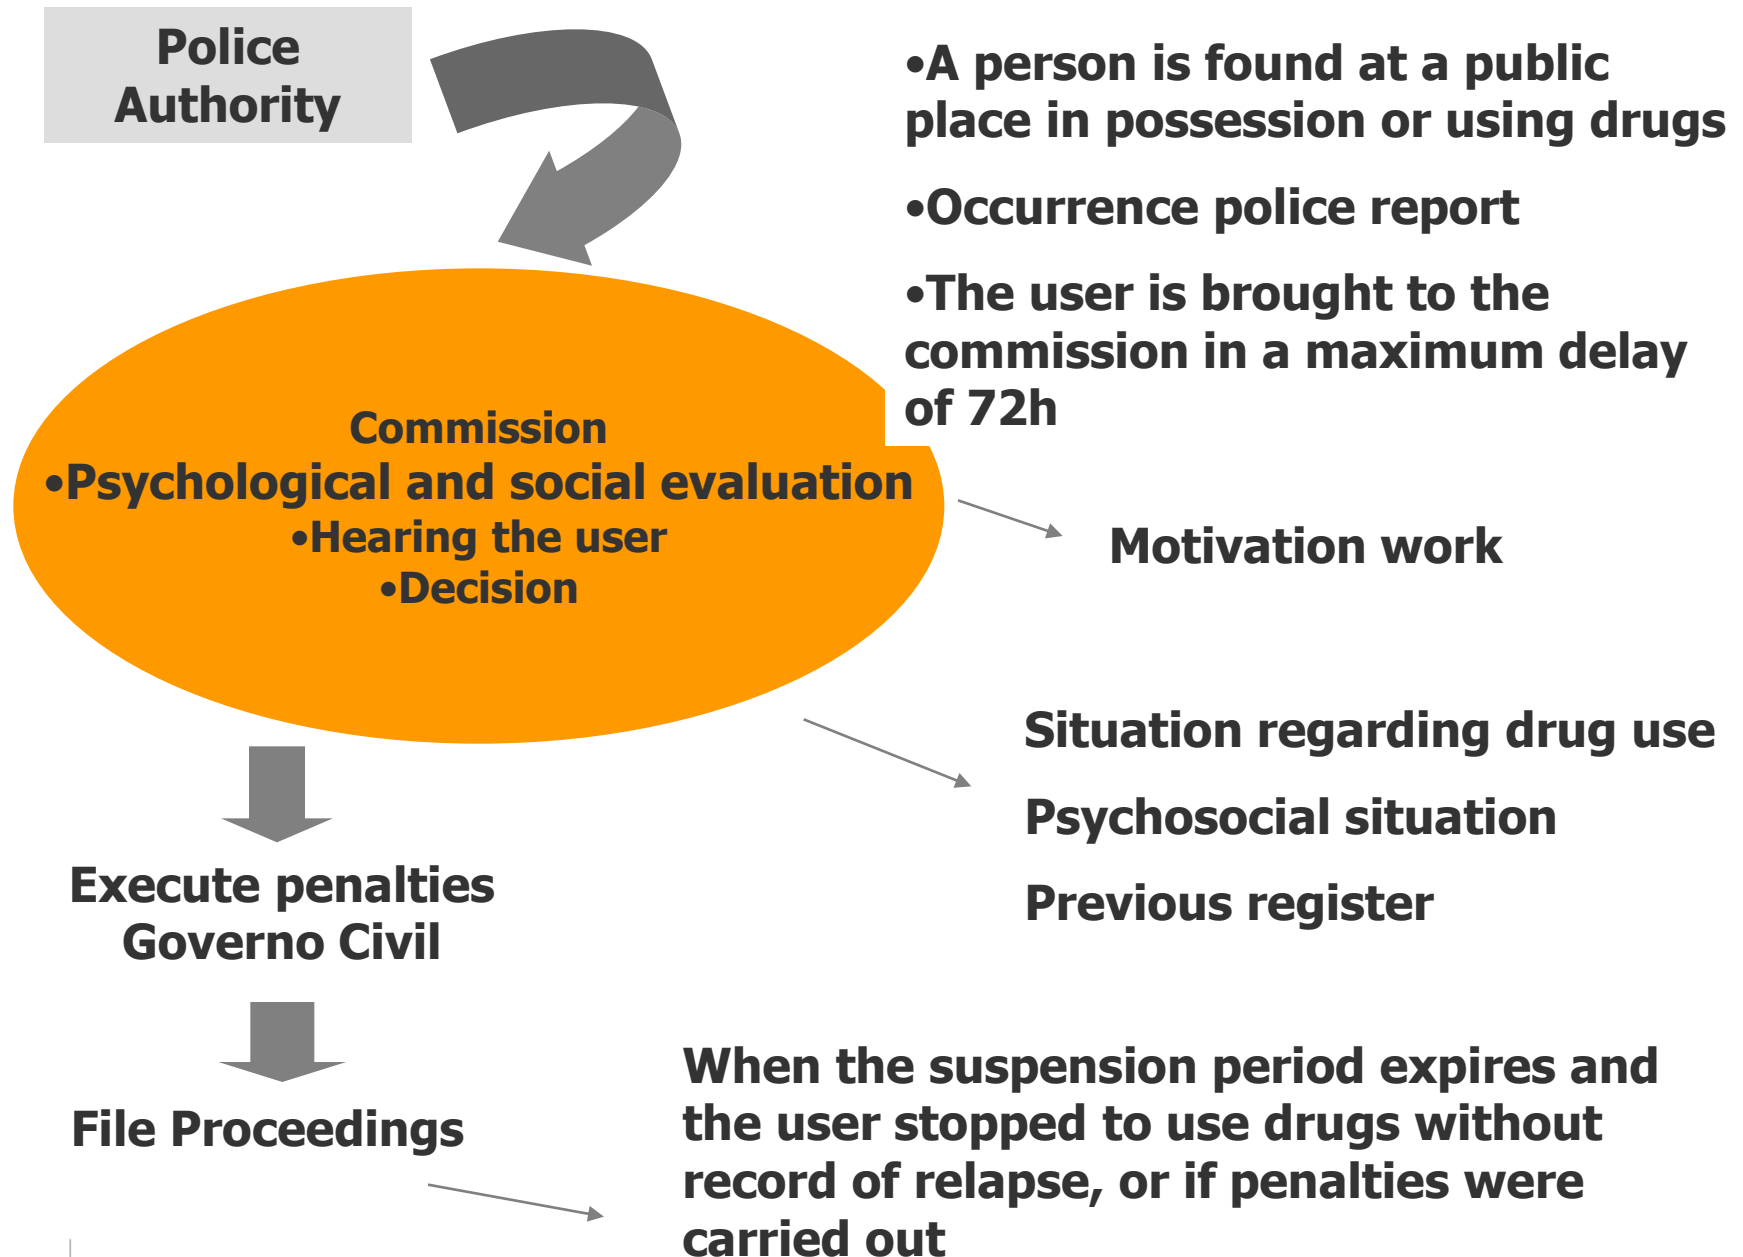 Police
Authority
•A person is found at a public
place in possession or using drugs
•Occurrence police report
•The user is brought to the
commission in a maximum delay
of 72h
Commission
•Psychological and social evaluation
•Hearing the user
•Decision
Motivation work
Situation regarding drug use
Psychosocial situation
Previous register
Execute penalties
Governo Civil
File Proceedings
When the suspension period expires and
the user stopped to use drugs without
record of relapse, or if penalties were
carried out